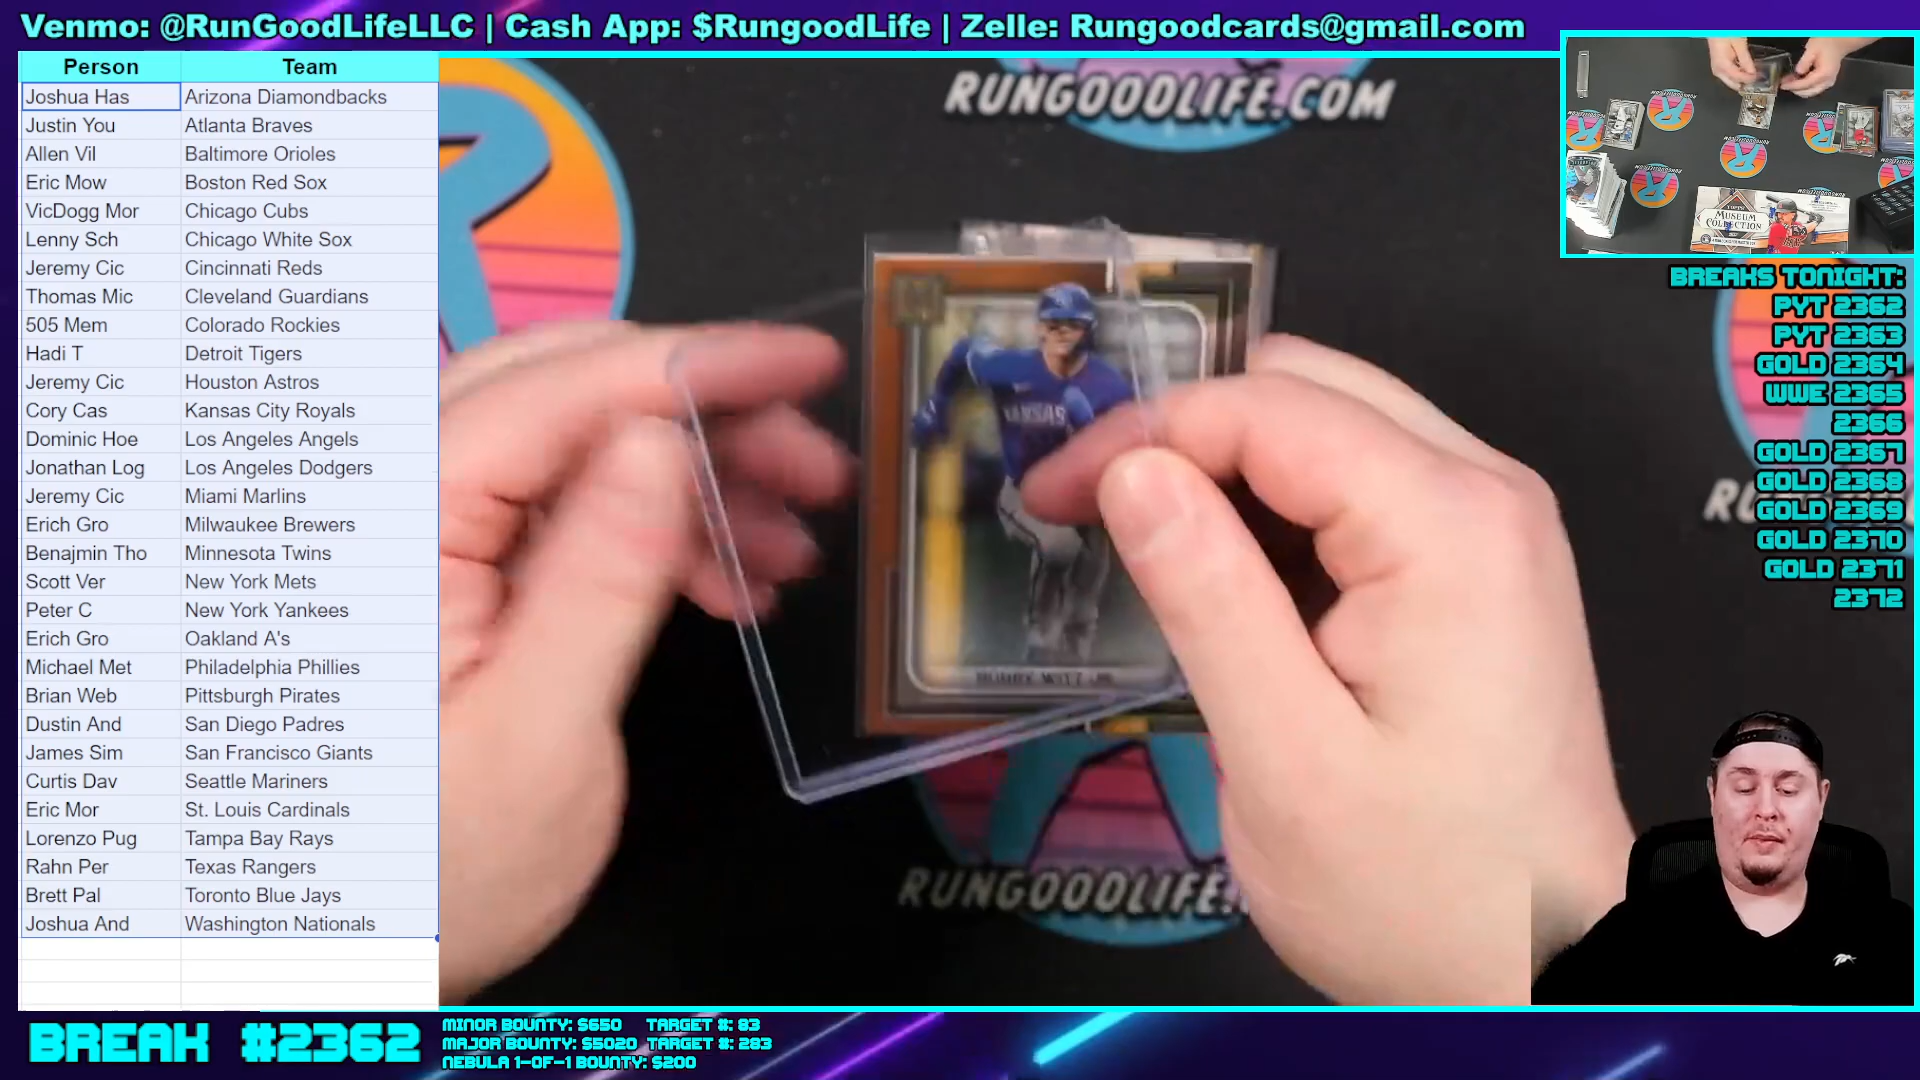 Venmo: @RunGoodLifeLLC | Cash App: $RungoodLife | Zelle: Rungoodcards@gmail.com
Person Team
Joshua Has Arizona Diamondbacks
Justin You Atlanta Braves
Allen Vil Baltimore Orioles
Eric Mow Boston Red Sox
VicDogg Mor Chicago Cubs
Lenny Sch Chicago White Sox
Jeremy Cic Cincinnati Reds
Thomas Mic Cleveland Guardians
505 Mem Colorado Rockies
Hadi T Detroit Tigers
Jeremy Cic Houston Astros
Cory Cas Kansas City Royals
Dominic Hoe Los Angeles Angels
Jonathan Log Los Angeles Dodgers
Jeremy Cic Miami Marlins
Erich Gro Milwaukee Brewers
Benajmin Tho Minnesota Twins
Scott Ver New York Mets
Peter C New York Yankees
Erich Gro Oakland A's
Michael Met Philadelphia Phillies
Brian Web Pittsburgh Pirates
Dustin And San Diego Padres
James Sim San Francisco Giants
Curtis Dav Seattle Mariners
Eric Mor St. Louis Cardinals
Lorenzo Pug Tampa Bay Rays
Rahn Per Texas Rangers
Brett Pal Toronto Blue Jays
Joshua And Washington Nationals
RUNGOODLIFE.COM
KANSAS
BOBBY WITT JR.
RUNGOODLIFE.
TOPPS
MUSEUM
COLLECTION
BREAKS TONIGHT:
PYT 2362
PYT 2363
GOLD 2364
WWE 2365
2366
GOLD 2367
GOLD 2368
GOLD 2369
GOLD 2370
GOLD 2371
2372
BREAK #2362
MINOR BOUNTY: $650 TARGET #: 83
MAJOR BOUNTY: $5020 TARGET #: 283
NEBULA 1-OF-1 BOUNTY: $200